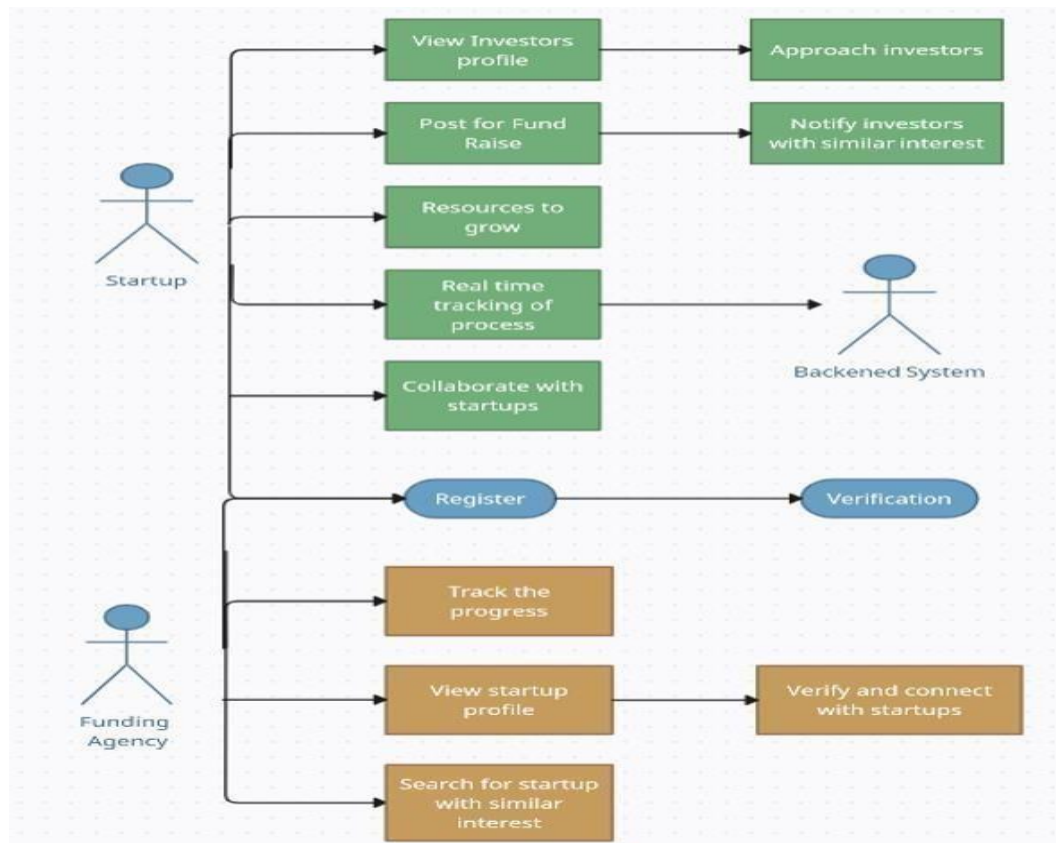 View Investors
profile
Approach investors
Post for Fund
Raise
Notify investors
with similar interest
Resources to
grow
Startup
Real time
tracking of
process
Backened System
Collaborate with
startups
Register
Verification
Track the
progress
Funding
Agency
View startup
profile
Verify and connect
with startups
Search for startup
with similar
interest